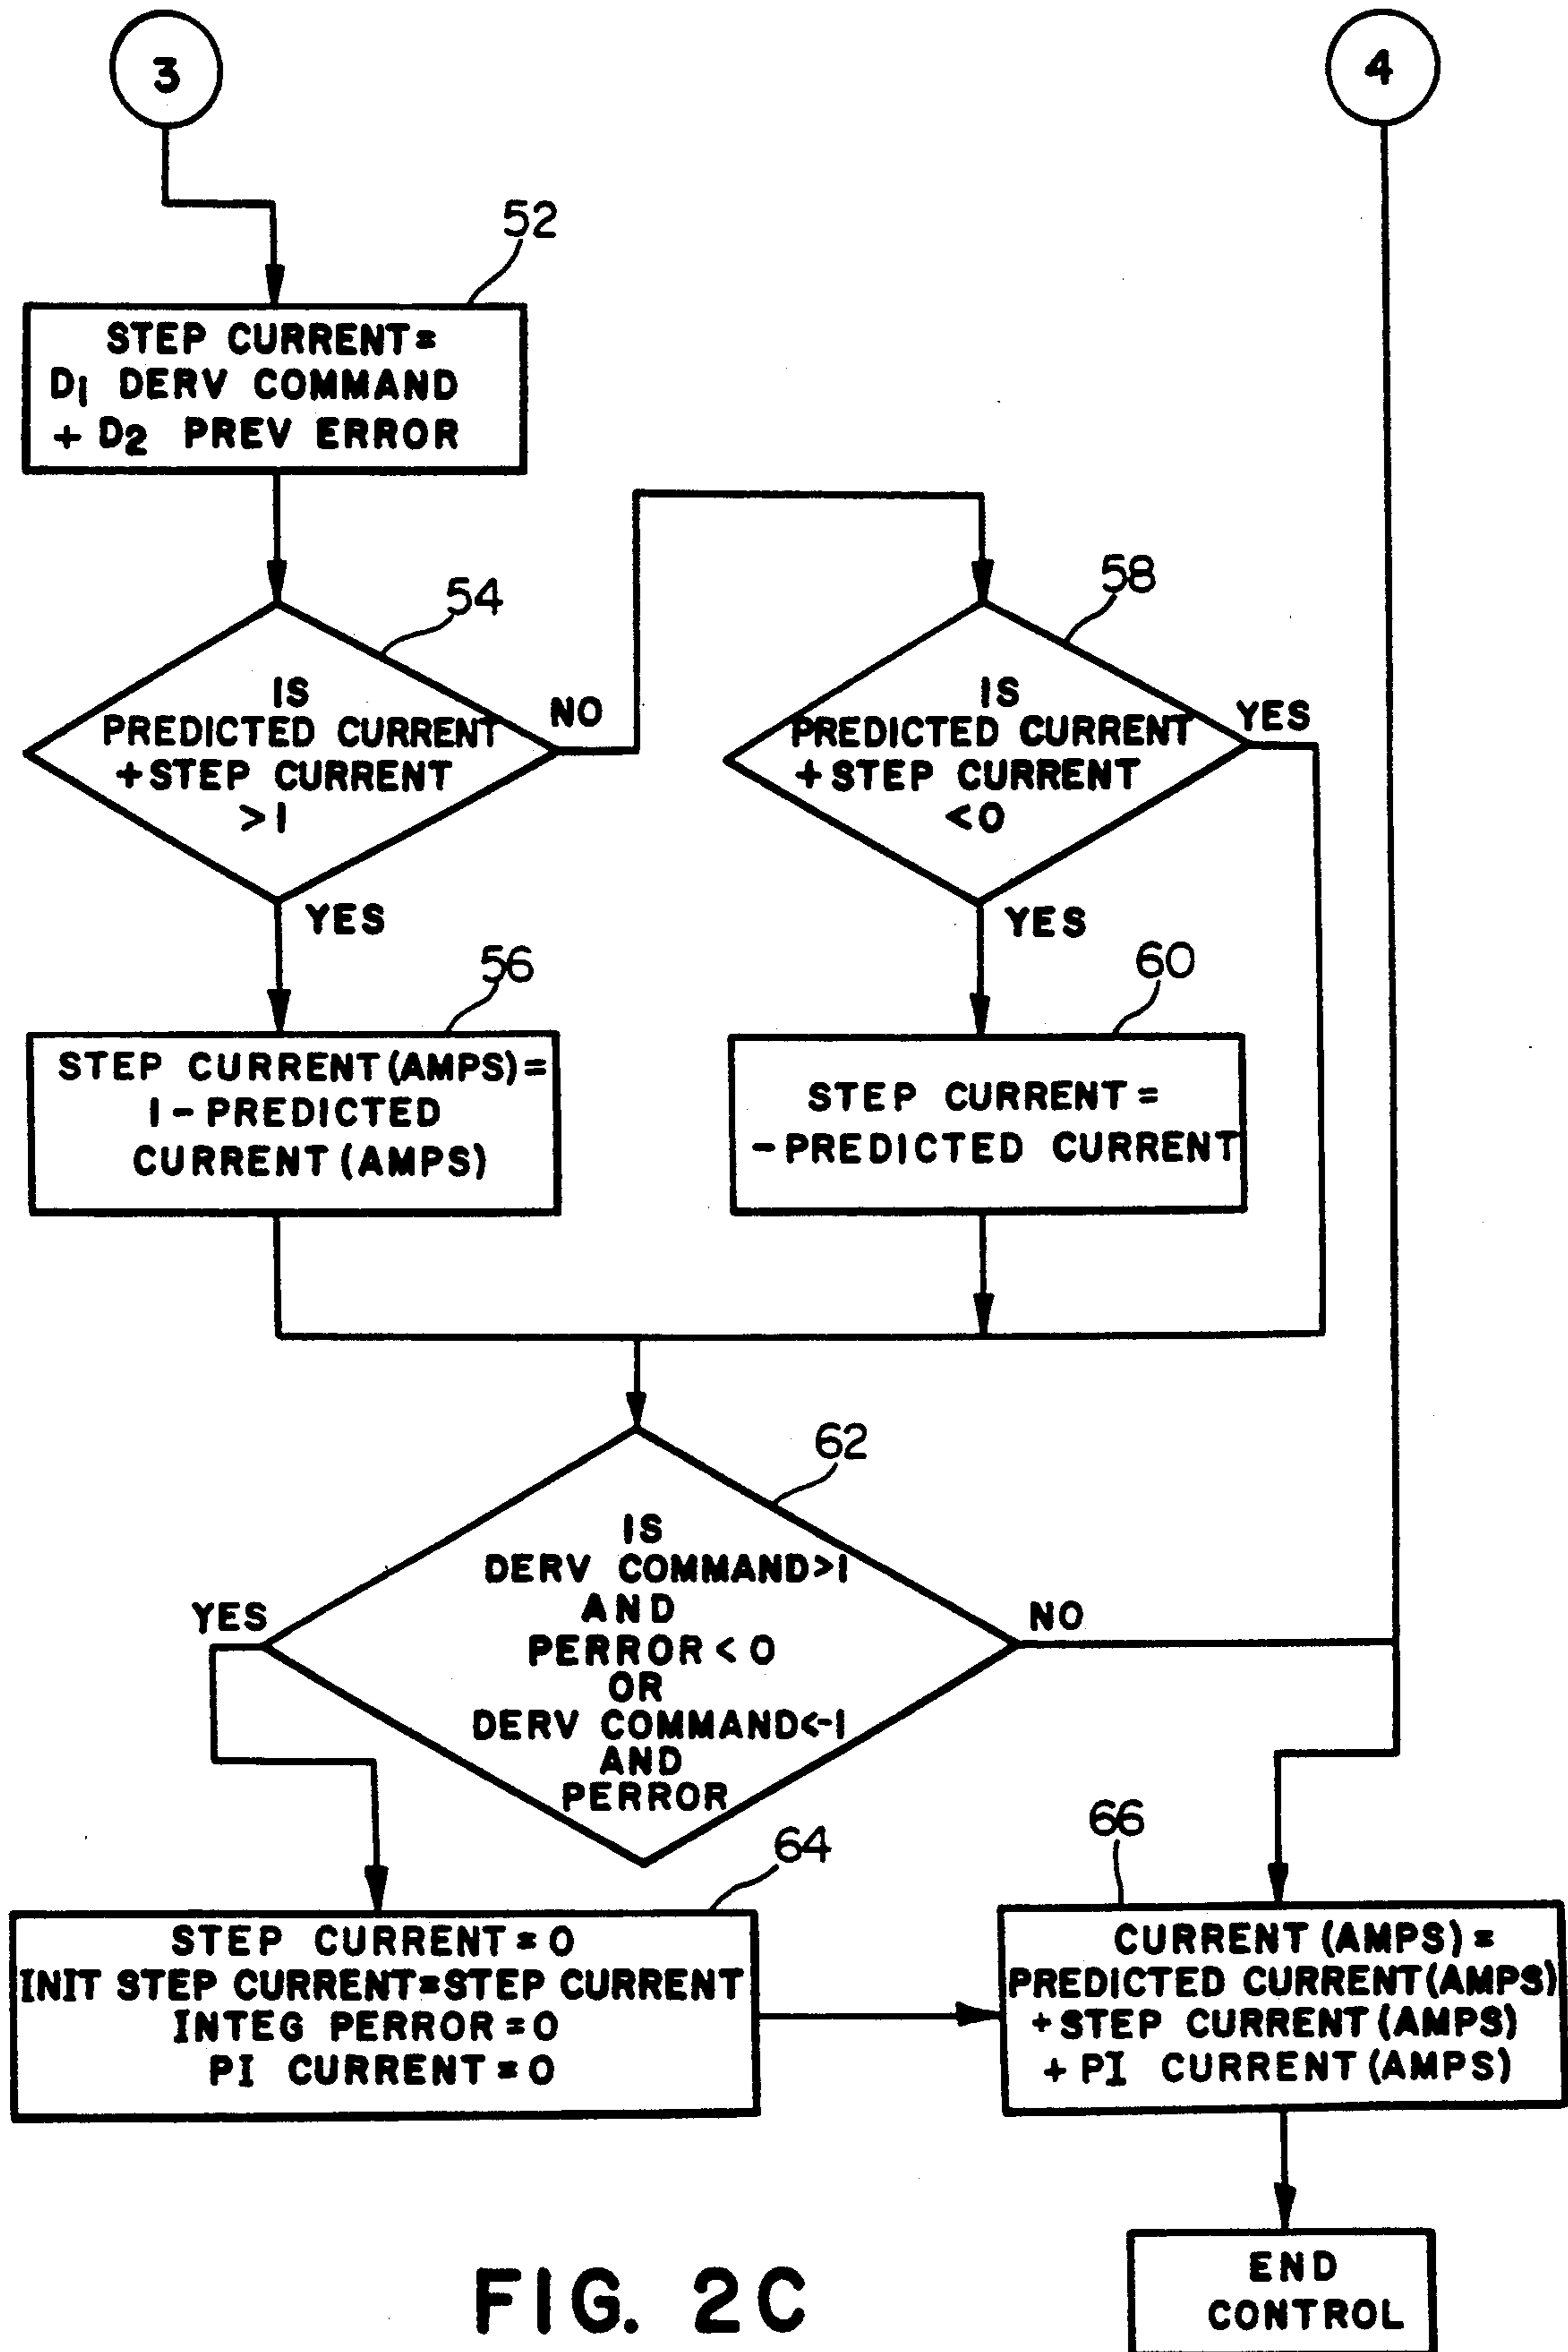 3
4
52
STEP CURRENT=
D1 DERV COMMAND
+ D2 PREV ERROR
54
IS
PREDICTED CURRENT
+STEP CURRENT
>1
NO
YES
58
IS
PREDICTED CURRENT
+STEP CURRENT
<0
YES
YES
56
STEP CURRENT(AMPS)=
1-PREDICTED
CURRENT(AMPS)
60
STEP CURRENT=
-PREDICTED CURRENT
62
IS
DERV COMMAND>1
AND
PERROR<0
OR
DERV COMMAND<-1
AND
PERROR
YES
NO
64
STEP CURRENT=0
INIT STEP CURRENT=STEP CURRENT
INTEG PERROR=0
PI CURRENT=0
66
CURRENT(AMPS)=
PREDICTED CURRENT(AMPS)
+STEP CURRENT(AMPS)
+ PI CURRENT(AMPS)
END
CONTROL
FIG. 2C